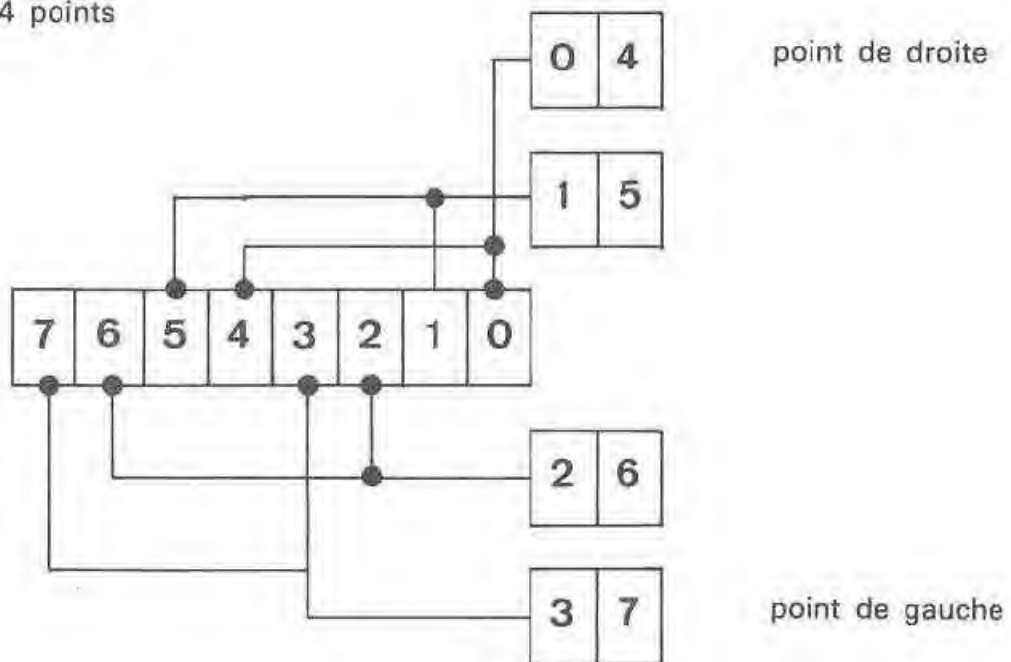 4 points
0 4 point de droite
1 5
7 6 5 4 3 2 1 0
2 6
3 7 point de gauche